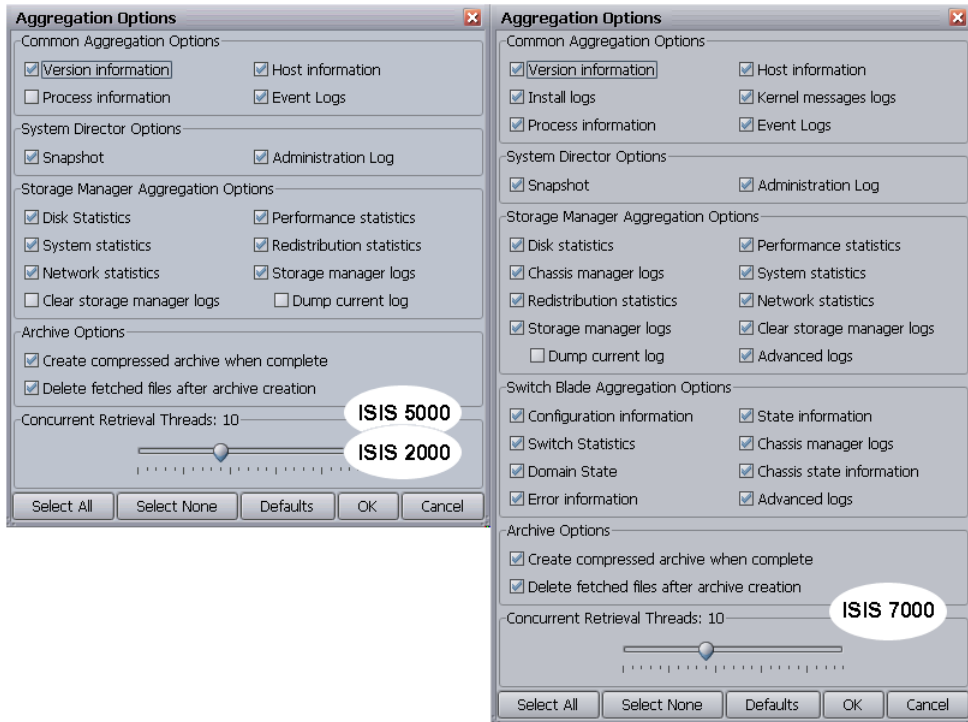 Aggregation Options
Common Aggregation Options
Version information
Host information
Process information
Event Logs
System Director Options
Snapshot
Administration Log
Storage Manager Aggregation Options
Disk Statistics
Performance statistics
System statistics
Redistribution statistics
Network statistics
Storage manager logs
Clear storage manager logs
Dump current log
Archive Options
Create compressed archive when complete
Delete fetched files after archive creation
Concurrent Retrieval Threads: 10
ISIS 5000
ISIS 2000
Select All
Select None
Defaults
OK
Cancel
Aggregation Options
Common Aggregation Options
Version information
Host information
Install logs
Kernel messages logs
Process information
Event Logs
System Director Options
Snapshot
Administration Log
Storage Manager Aggregation Options
Disk statistics
Performance statistics
Chassis manager logs
System statistics
Redistribution statistics
Network statistics
Storage manager logs
Clear storage manager logs
Dump current log
Advanced logs
Switch Blade Aggregation Options
Configuration information
State information
Switch Statistics
Chassis manager logs
Domain State
Chassis state information
Error information
Advanced logs
Archive Options
Create compressed archive when complete
Delete fetched files after archive creation
ISIS 7000
Concurrent Retrieval Threads: 10
Select All
Select None
Defaults
OK
Cancel